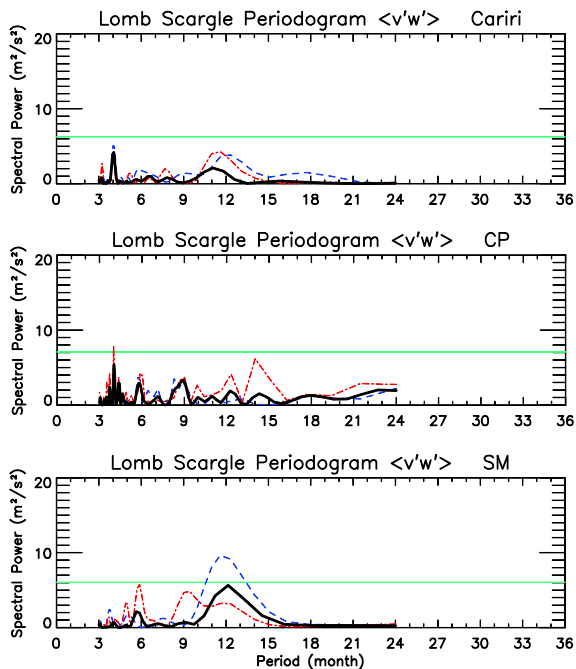 Lomb Scargle Periodogram <v'w'> Cariri
Spectral Power (m²/s²)
20
10
0
0 3 6 9 12 15 18 21 24 27 30 33 36
Lomb Scargle Periodogram <v'w'> CP
Spectral Power (m²/s²)
20
10
0
0 3 6 9 12 15 18 21 24 27 30 33 36
Lomb Scargle Periodogram <v'w'> SM
Spectral Power (m²/s²)
20
10
0
0 3 6 9 12 15 18 21 24 27 30 33 36
Period (month)